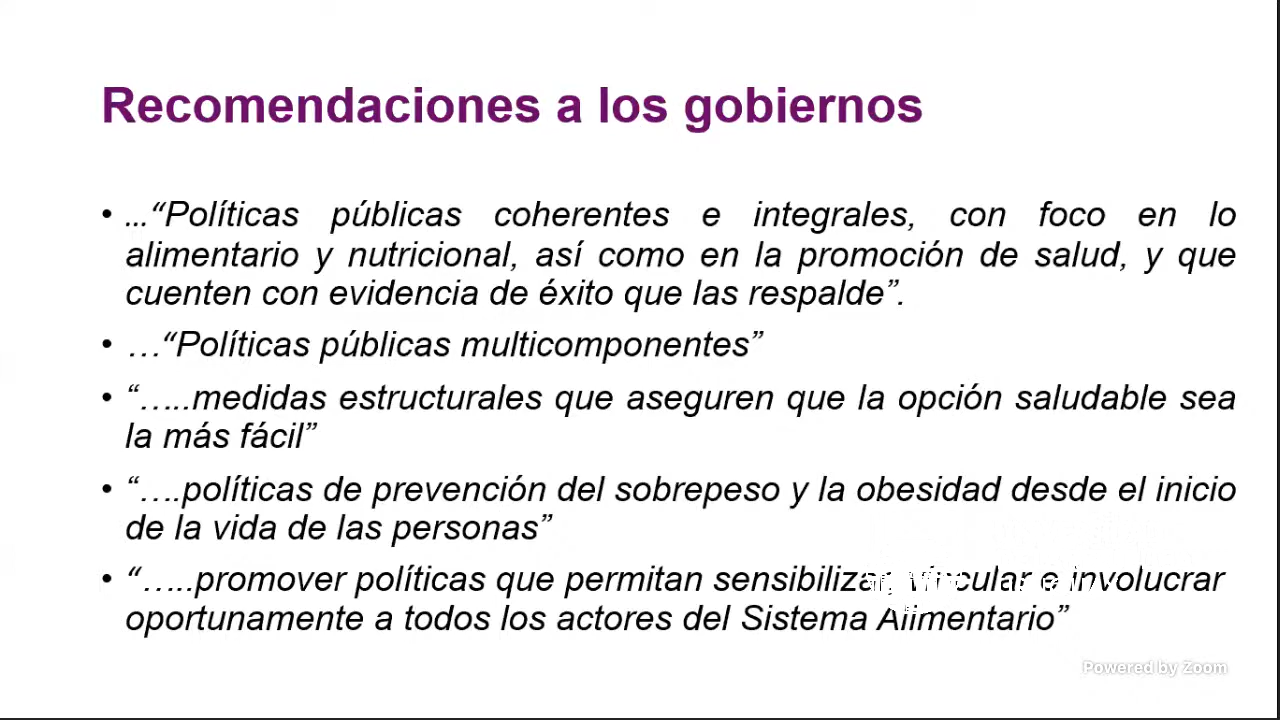 Recomendaciones a los gobiernos
• …“Políticas públicas coherentes e integrales, con foco en lo
alimentario y nutricional, así como en la promoción de salud, y que
cuenten con evidencia de éxito que las respalde”.
• …“Políticas públicas multicomponentes”
• “…..medidas estructurales que aseguren que la opción saludable sea
la más fácil”
• “….políticas de prevención del sobrepeso y la obesidad desde el inicio
de la vida de las personas”
• “…..promover políticas que permitan e involucrar
oportunamente a todos los actores del Sistema Alimentario”
Powered by Zoom